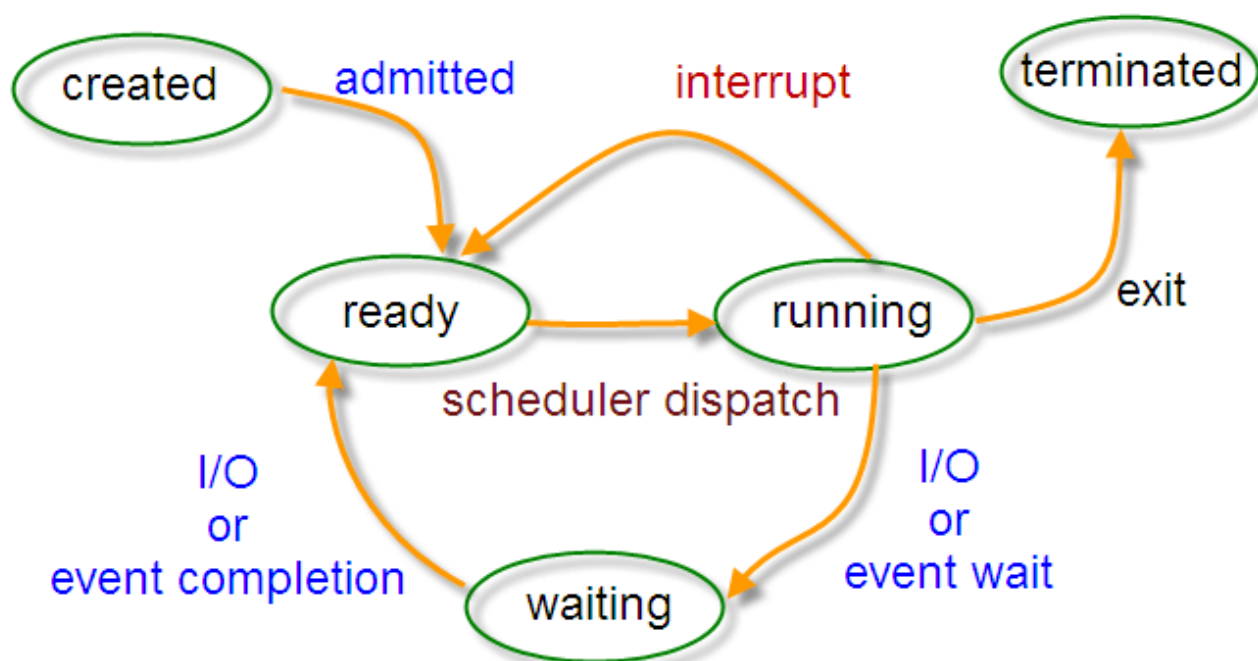 created
admitted
interrupt
terminated
ready
running
exit
scheduler dispatch
I/O
or
event completion
I/O
or
event wait
waiting